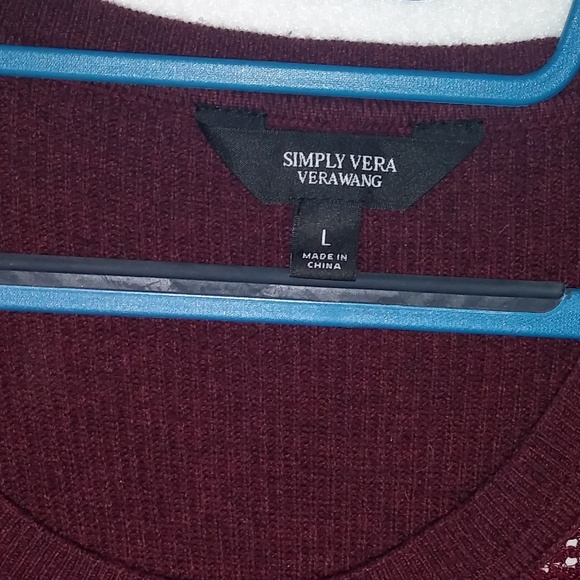 SIMPLY VERA
VERAWANG
L
MADE IN
CHINA